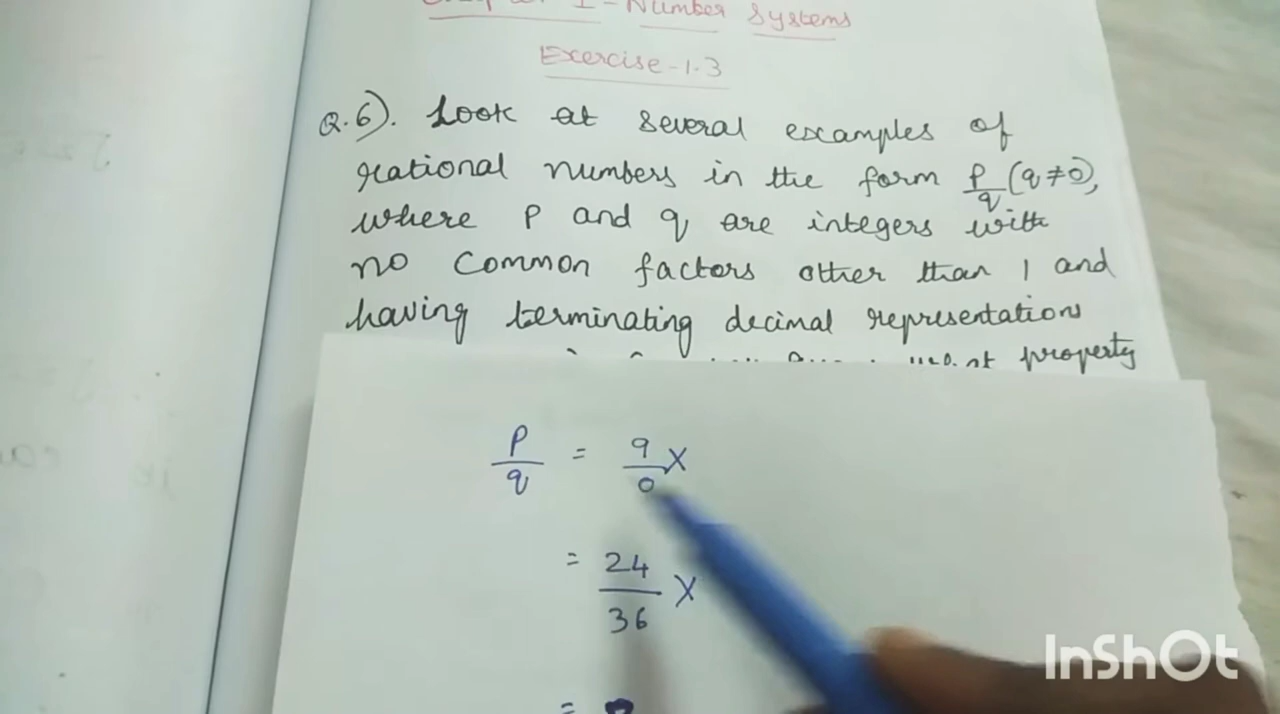 1 - Number Systems
Exercise-1.3
Q.6). Look at several examples of
rational numbers in the form p/q (q≠0),
where P and q are integers with
no common factors other than 1 and
having terminating decimal representations
property
P/q = 9/0 X
= 24/36 X
=
InShOt